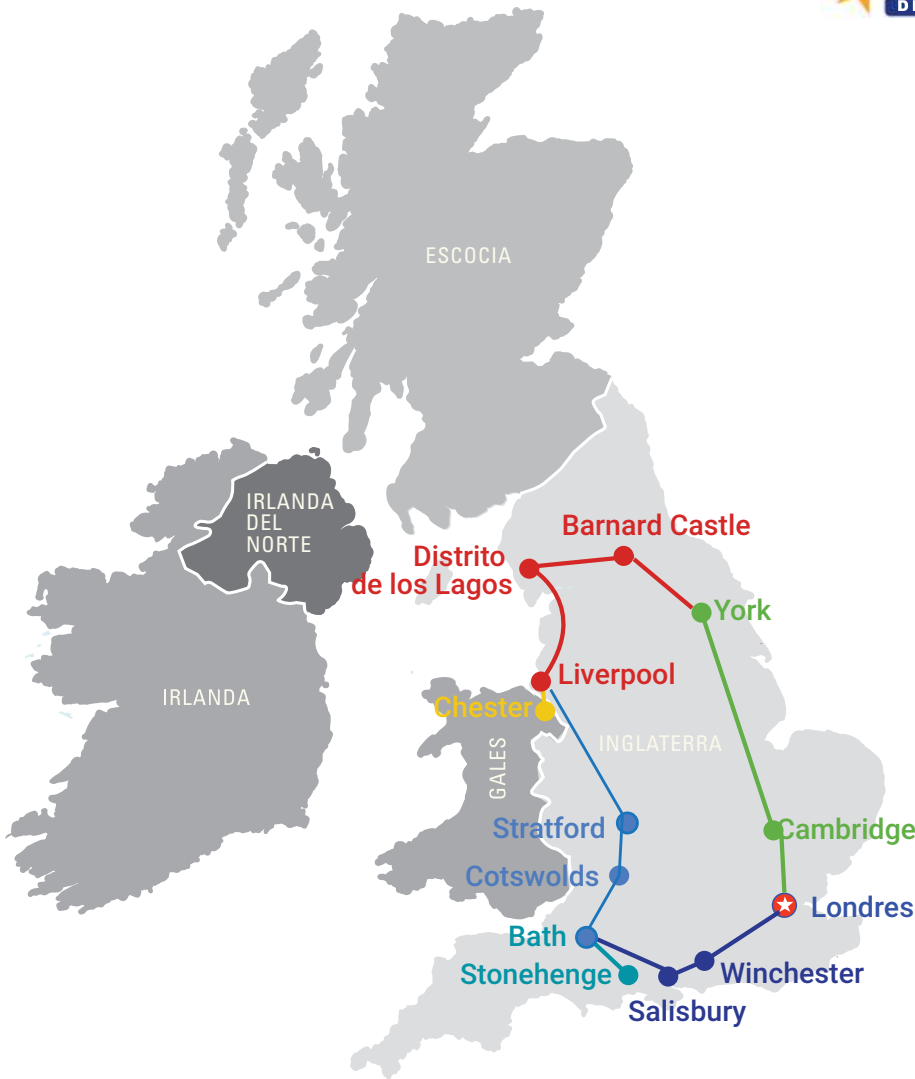 ESCOCIA
IRLANDA
DEL
NORTE
Barnard Castle
Distrito
de los Lagos
York
Liverpool
IRLANDA
Chester
INGLATERRA
GALES
Stratford
Cambridge
Cotswolds
Londres
Bath
Stonehenge
Winchester
Salisbury